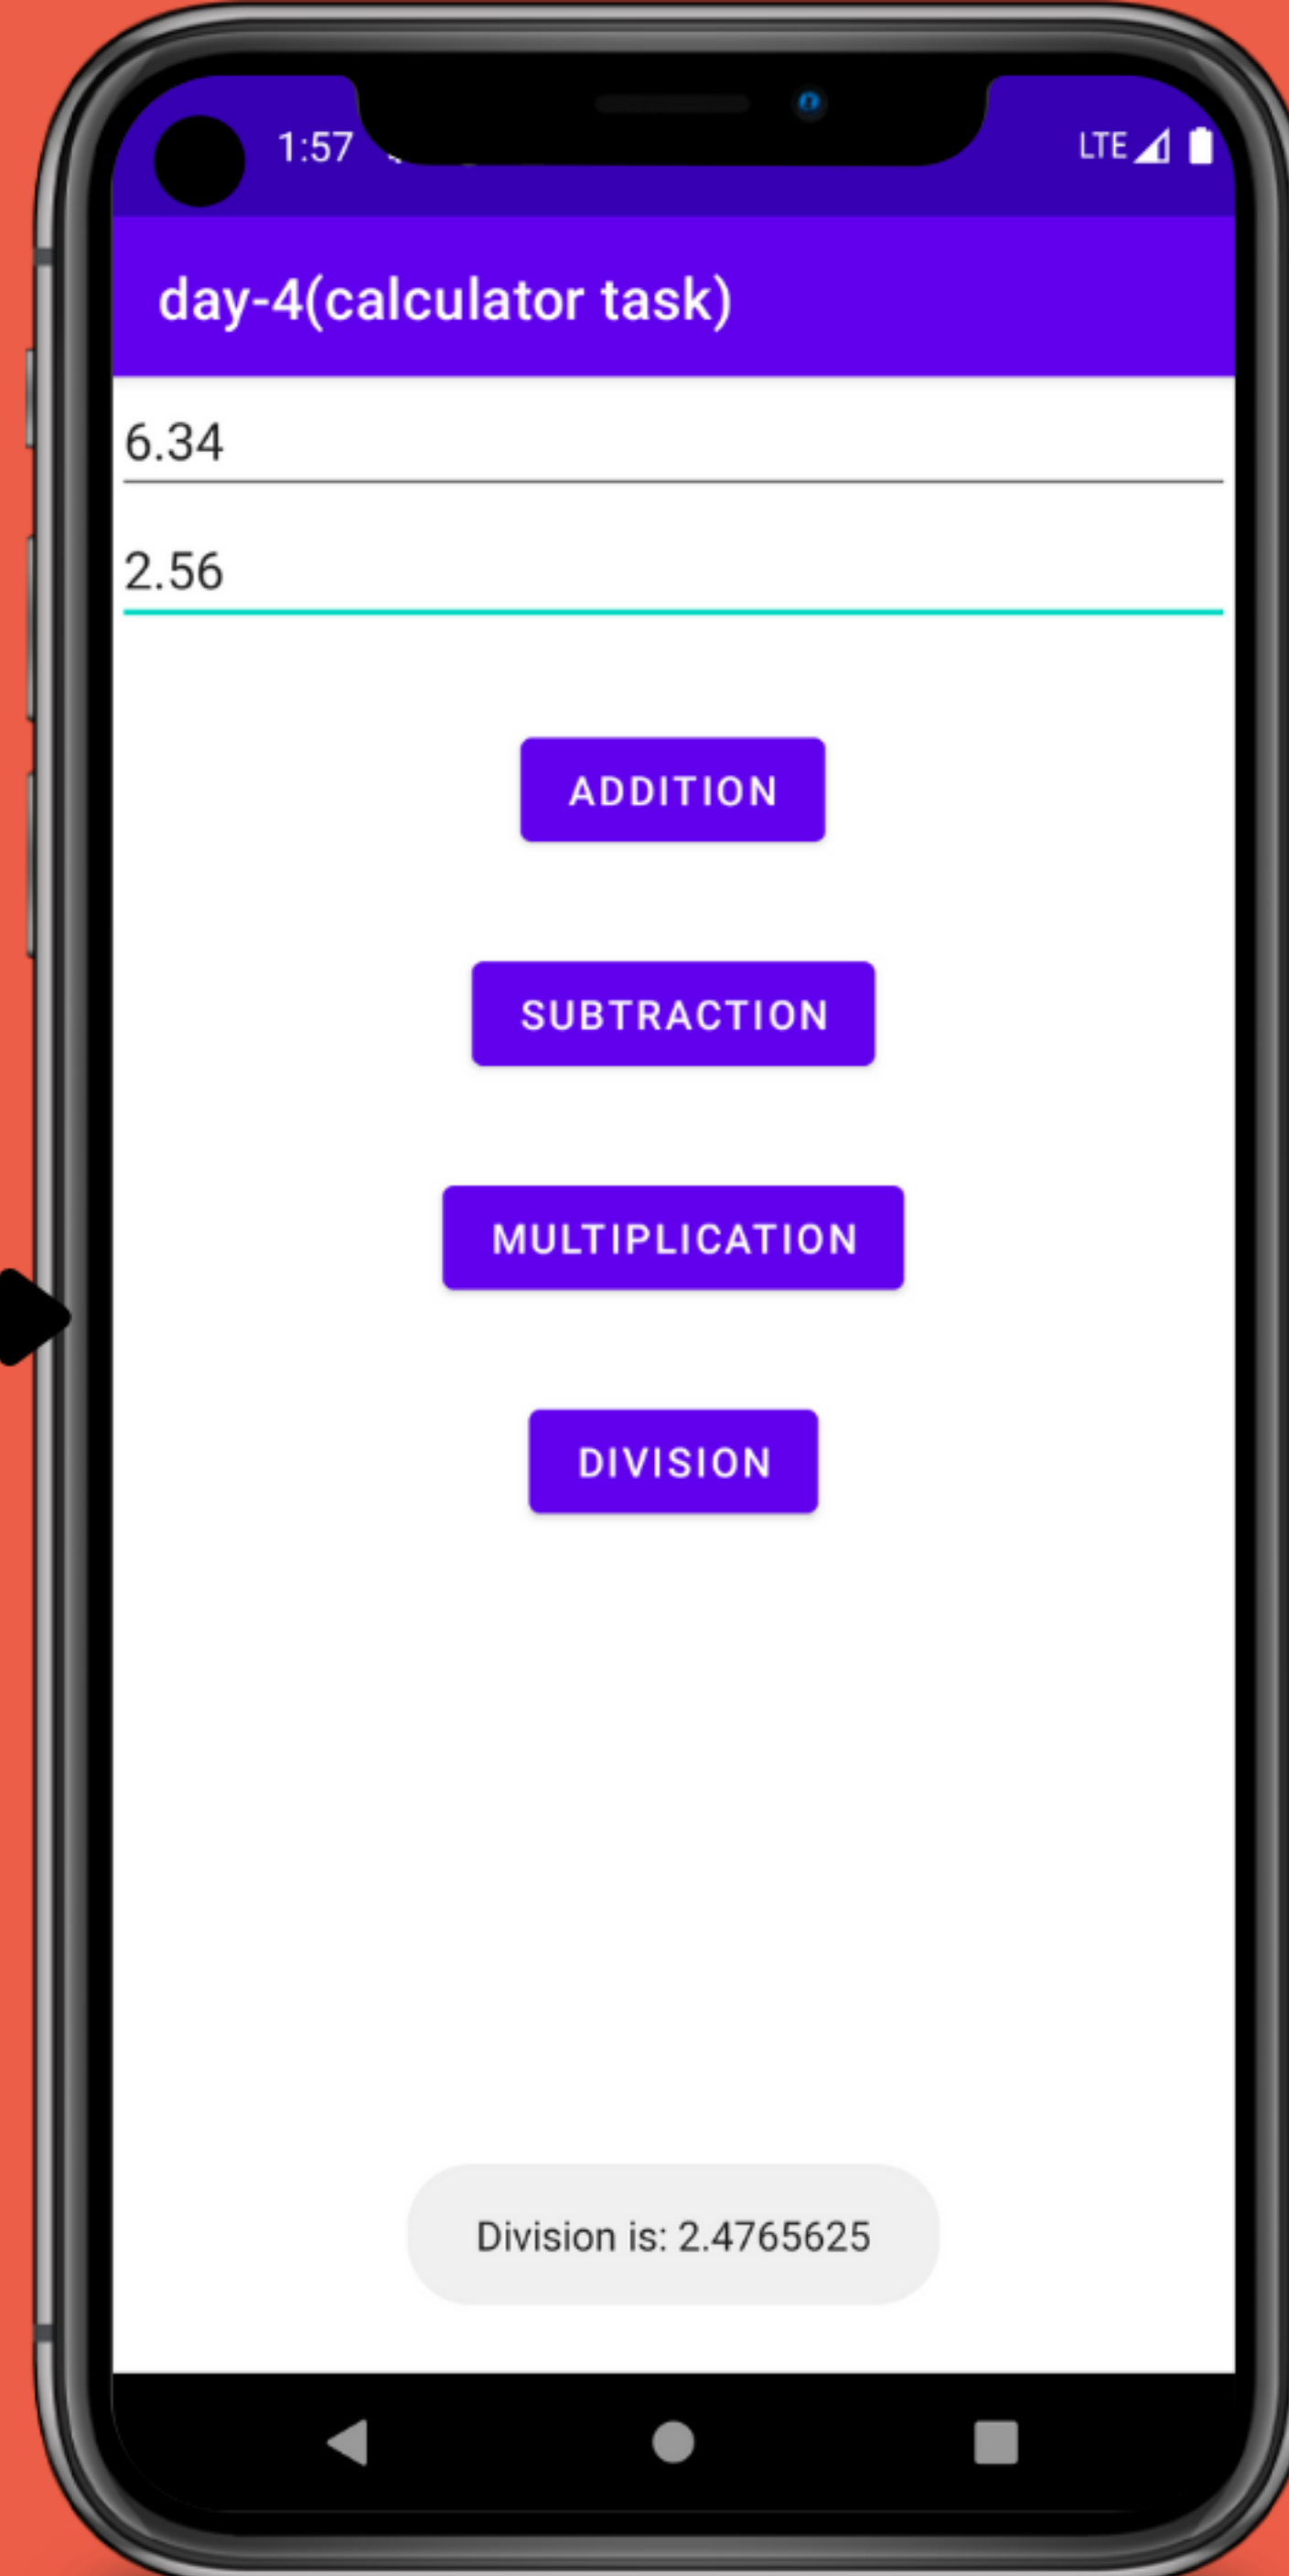 1:57
LTE
day-4(calculator task)
6.34
2.56
ADDITION
SUBTRACTION
MULTIPLICATION
DIVISION
Division is: 2.4765625